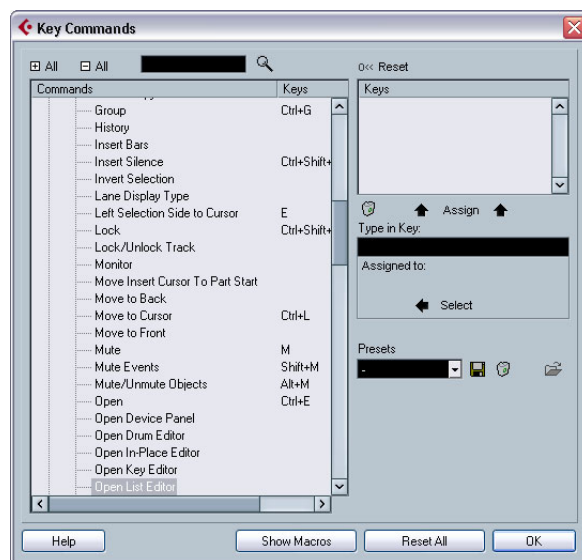 Key Commands
All All
0<< Reset
Commands Keys
Keys
Group Ctrl+G
History
Insert Bars
Insert Silence Ctrl+Shift+
Invert Selection
Lane Display Type
Left Selection Side to Cursor E
Lock Ctrl+Shift+
Lock/Unlock Track
Monitor
Move Insert Cursor To Part Start
Move to Back
Move to Cursor Ctrl+L
Move to Front
Mute M
Mute Events Shift+M
Mute/Unmute Objects Alt+M
Open Ctrl+E
Open Device Panel
Open Drum Editor
Open In-Place Editor
Open Key Editor
Open List Editor
Assign
Type in Key:
Assigned to:
Select
Presets
-
Help
Show Macros
Reset All
OK